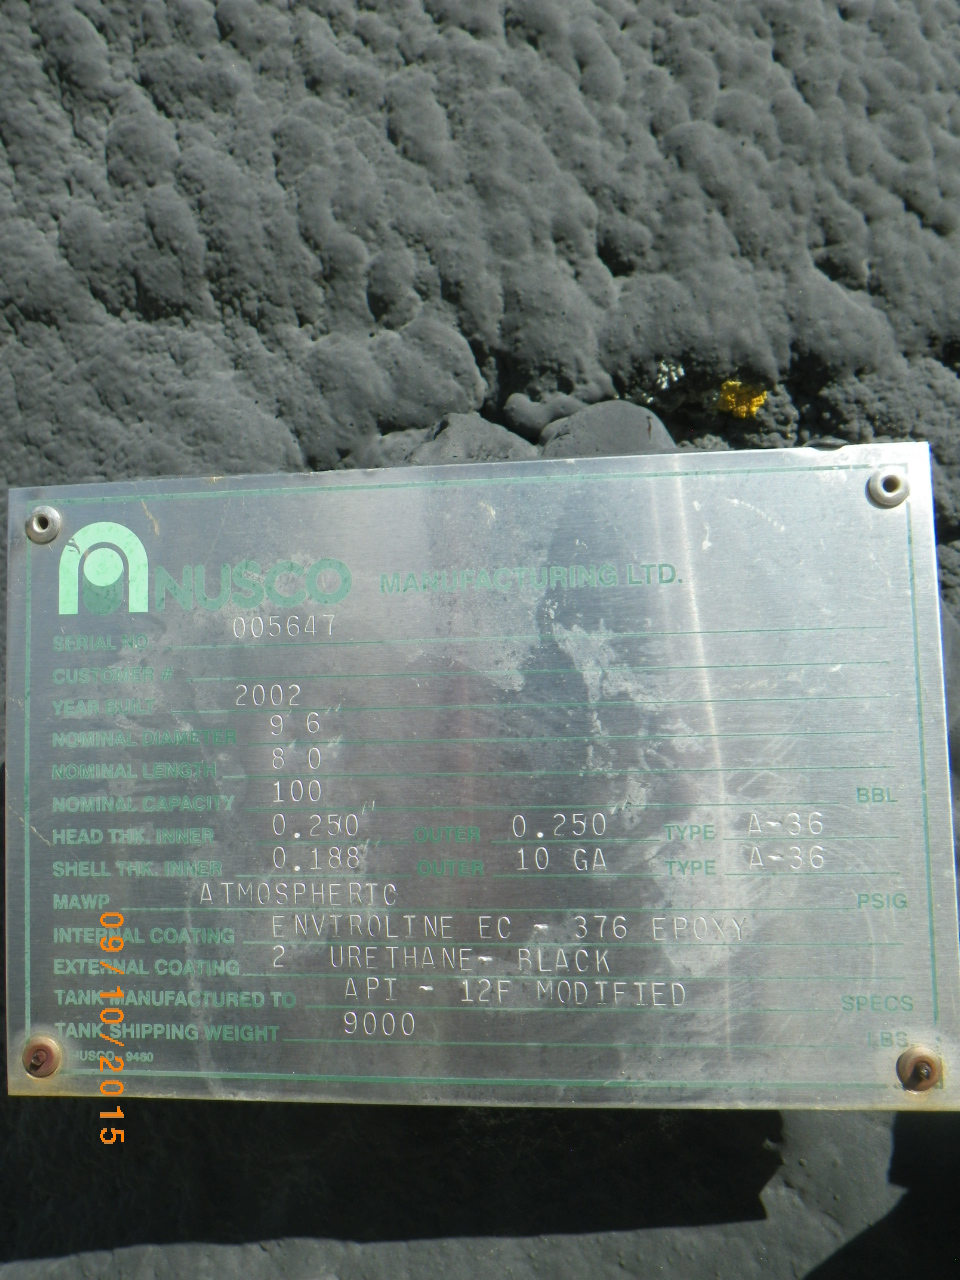 NUSCO MANUFACTURING LTD.
SERIAL NO. 005647
CUSTOMER #
YEAR BUILT 2002
NOMINAL DIAMETER 9' 6"
NOMINAL LENGTH 8' 0
NOMINAL CAPACITY 100 BBL
HEAD THK. INNER 0.250" OUTER 0.250" TYPE A-36
SHELL THK. INNER 0.188" OUTER 10 GA TYPE A-36
MAWP ATMOSPHERIC PSIG
INTERNAL COATING ENVIROLINE EC - 376 EPOXY
EXTERNAL COATING 2 URETHANE- BLACK
TANK MANUFACTURED TO API - 12F MODIFIED SPECS
TANK SHIPPING WEIGHT 9000 LBS
NUSCO 9460
09/10/2015